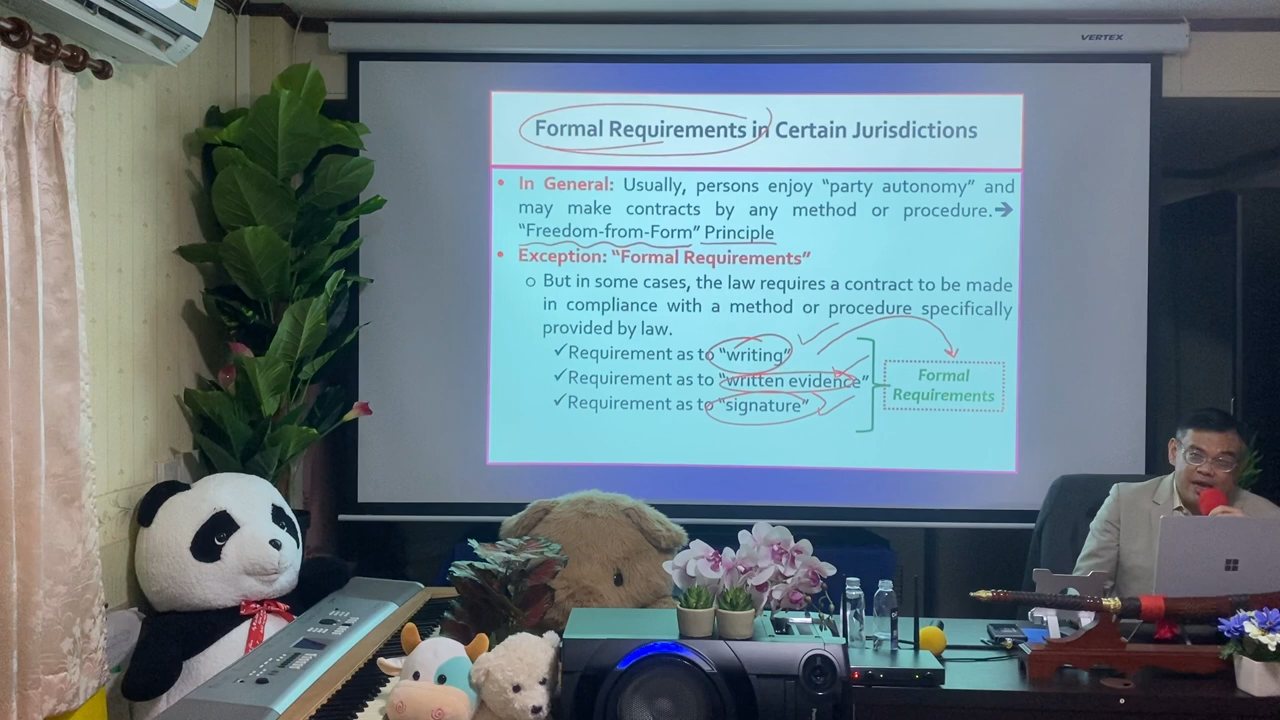 VERTEX
Formal Requirements in Certain Jurisdictions
• In General: Usually, persons enjoy “party autonomy” and
may make contracts by any method or procedure.➔
“Freedom-from-Form” Principle
• Exception: “Formal Requirements”
o But in some cases, the law requires a contract to be made
in compliance with a method or procedure specifically
provided by law.
✓Requirement as to “writing”
✓Requirement as to “written evidence”
✓Requirement as to “signature”
Formal
Requirements